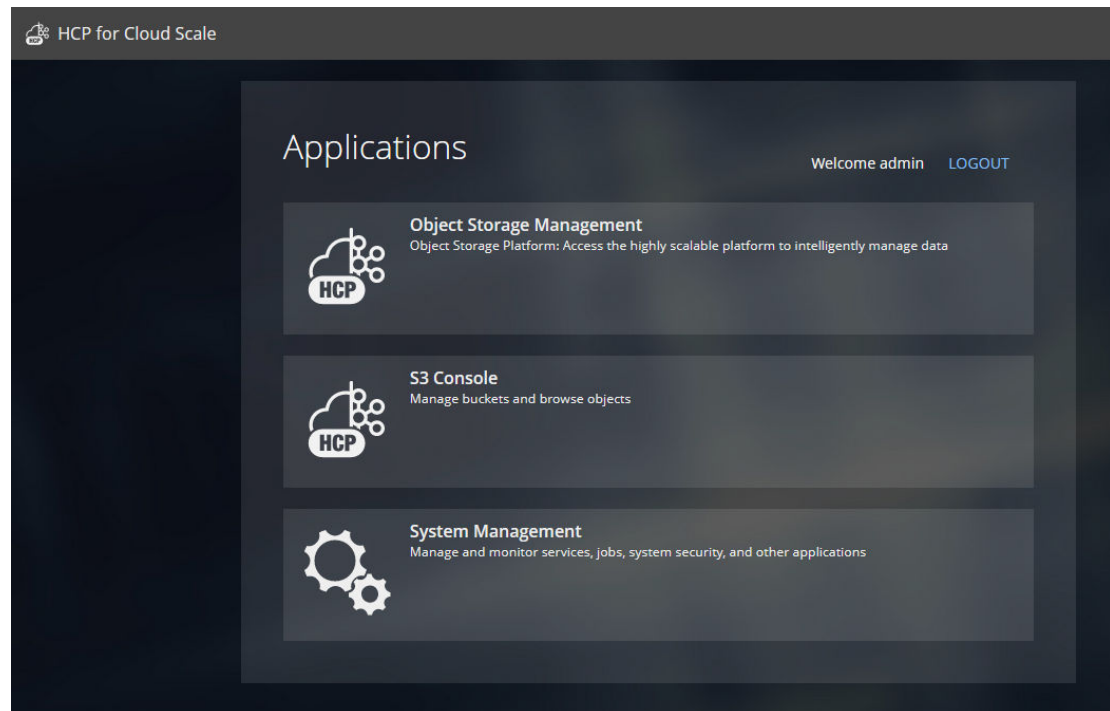 HCP for Cloud Scale
Applications
Welcome admin LOGOUT
HCP
Object Storage Management
Object Storage Platform: Access the highly scalable platform to intelligently manage data
HCP
S3 Console
Manage buckets and browse objects
System Management
Manage and monitor services, jobs, system security, and other applications